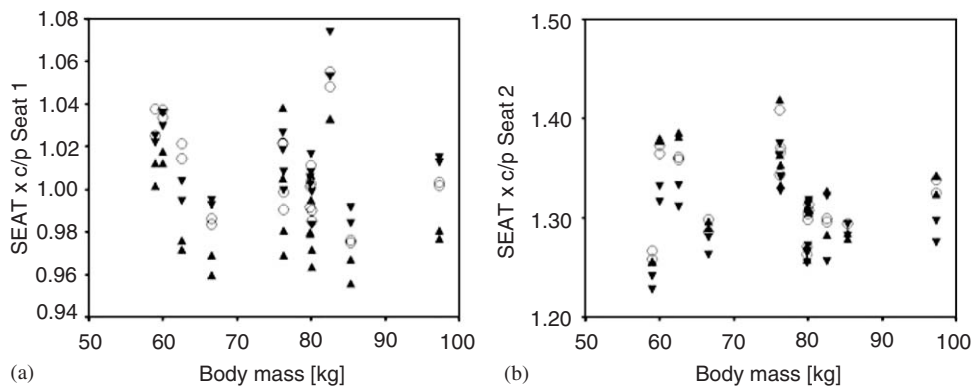 SEAT x c/p Seat 1
1.08
1.06
1.04
1.02
1.00
0.98
0.96
0.94
50 60 70 80 90 100
(a) Body mass [kg]
SEAT x c/p Seat 2
1.50
1.40
1.30
1.20
50 60 70 80 90 100
(b) Body mass [kg]